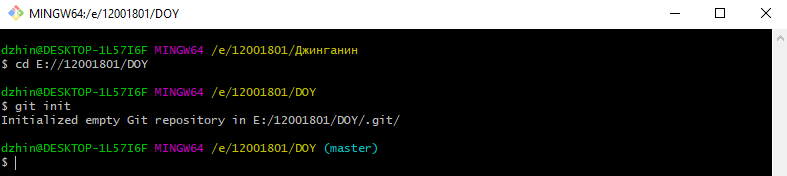 MINGW64:/e/12001801/DOY
dzhin@DESKTOP-1L57I6F MINGW64 /e/12001801/Джинганин
$ cd E://12001801/DOY
dzhin@DESKTOP-1L57I6F MINGW64 /e/12001801/DOY
$ git init
Initialized empty Git repository in E:/12001801/DOY/.git/
dzhin@DESKTOP-1L57I6F MINGW64 /e/12001801/DOY (master)
$